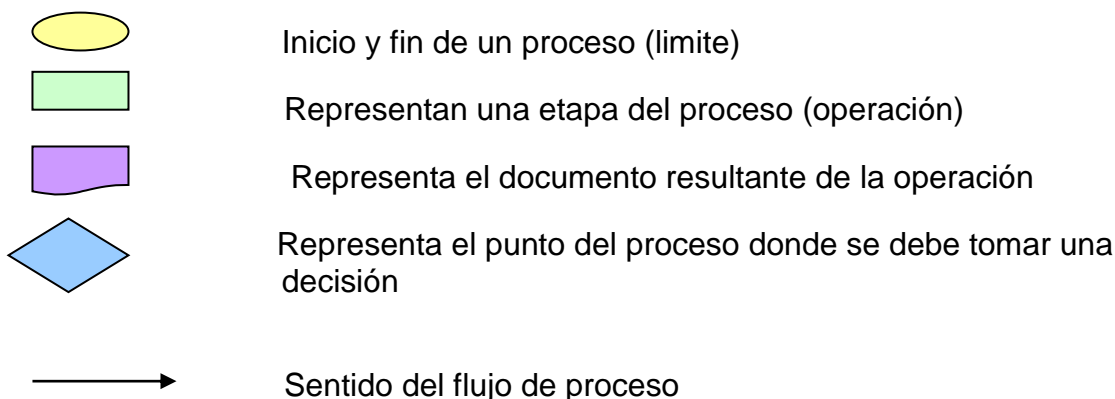 Inicio y fin de un proceso (limite)
Representan una etapa del proceso (operación)
Representa el documento resultante de la operación
Representa el punto del proceso donde se debe tomar una
decisión
Sentido del flujo de proceso